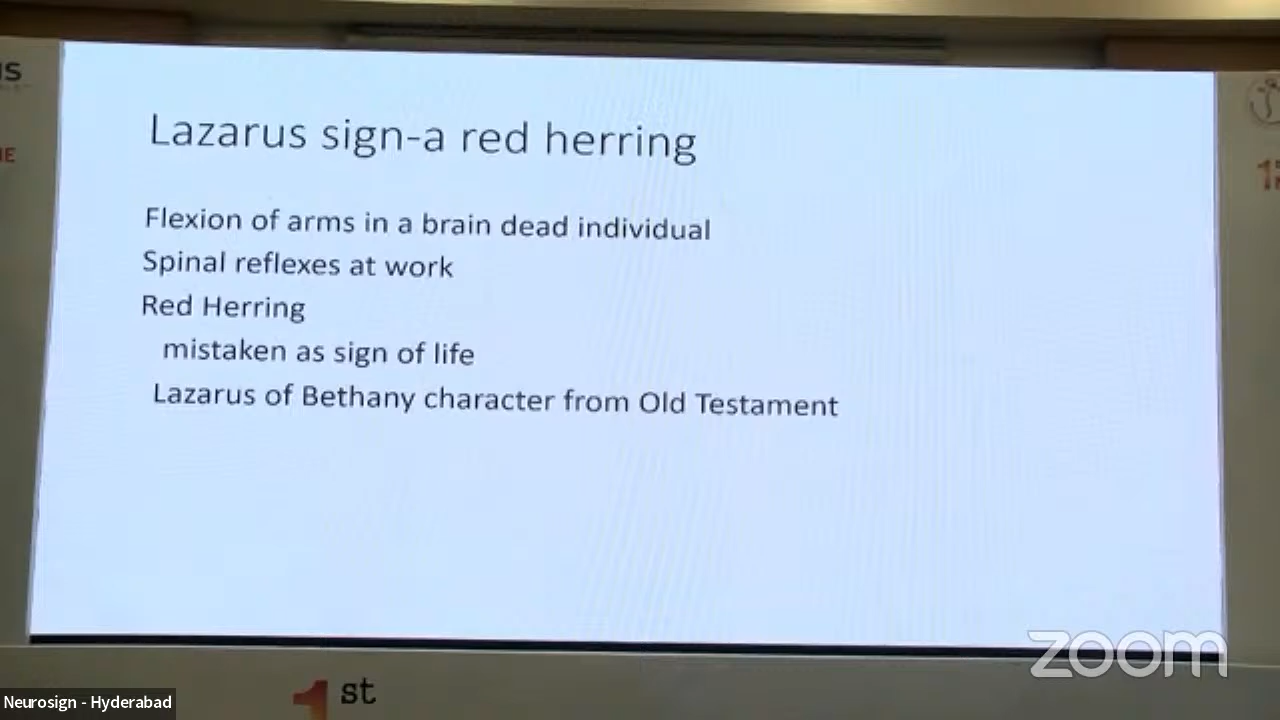 Lazarus sign-a red herring
Flexion of arms in a brain dead individual
Spinal reflexes at work
Red Herring
mistaken as sign of life
Lazarus of Bethany character from Old Testament
zoom
1st
Neurosign - Hyderabad